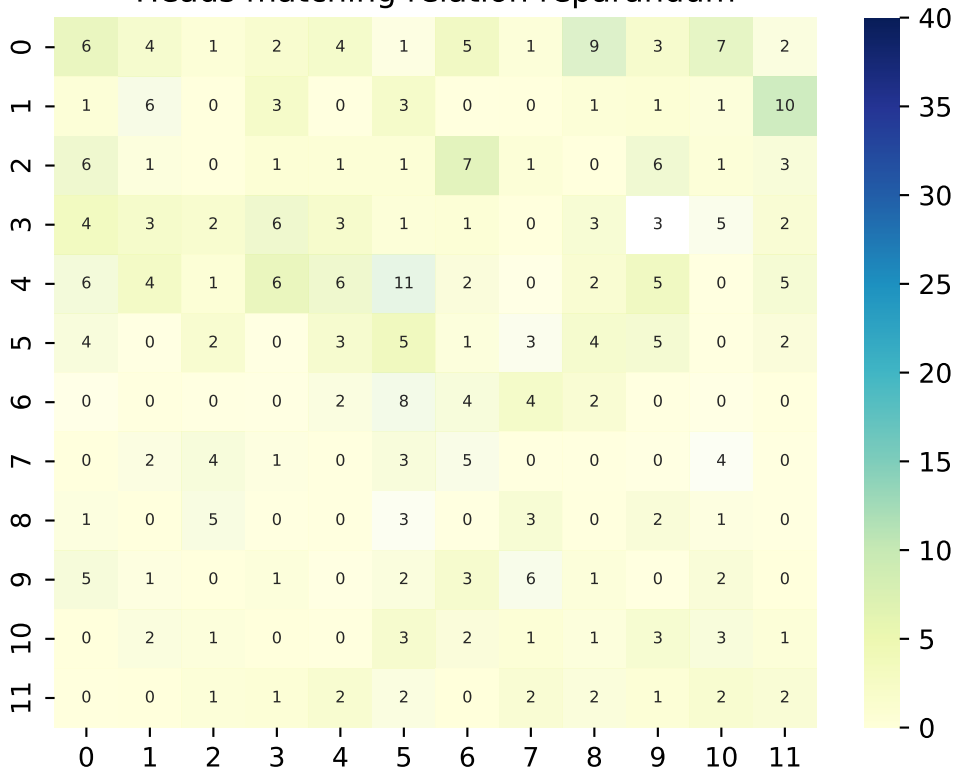 Heads matching relation reparandum
0 6 4 1 2 4 1 5 1 9 3 7 2
1 1 6 0 3 0 3 0 0 1 1 1 10
2 6 1 0 1 1 1 7 1 0 6 1 3
3 4 3 2 6 3 1 1 0 3 3 5 2
4 6 4 1 6 6 11 2 0 2 5 0 5
5 4 0 2 0 3 5 1 3 4 5 0 2
6 0 0 0 0 2 8 4 4 2 0 0 0
7 0 2 4 1 0 3 5 0 0 0 4 0
8 1 0 5 0 0 3 0 3 0 2 1 0
9 5 1 0 1 0 2 3 6 1 0 2 0
10 0 2 1 0 0 3 2 1 1 3 3 1
11 0 0 1 1 2 2 0 2 2 1 2 2
0 1 2 3 4 5 6 7 8 9 10 11
40
35
30
25
20
15
10
5
0